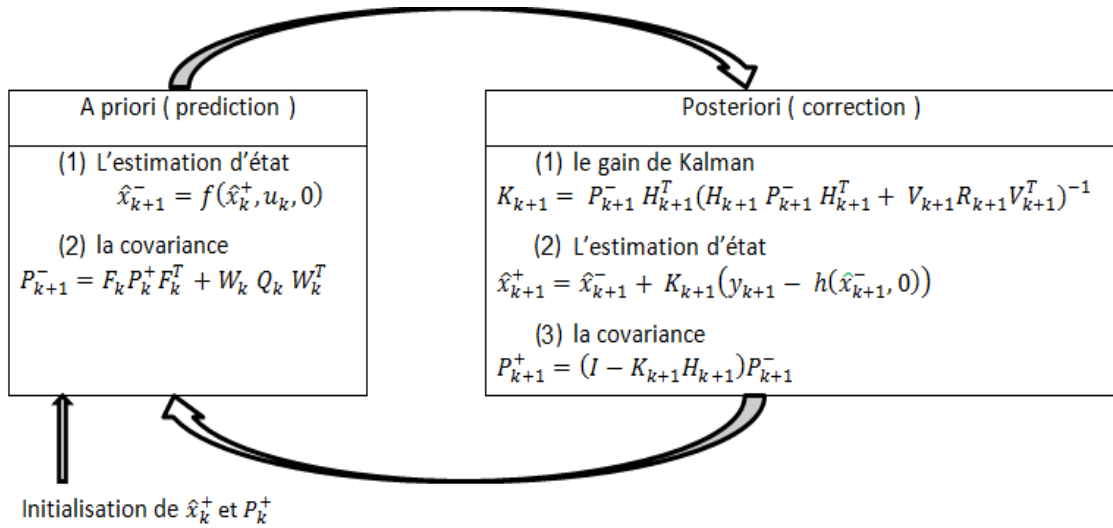 A priori ( prediction )
(1) L'estimation d'état
x̂⁻ₖ₊₁ = f(x̂⁺ₖ, uₖ, 0)
(2) la covariance
P⁻ₖ₊₁ = FₖP⁺ₖFᵀₖ + Wₖ Qₖ Wᵀₖ
Posteriori ( correction )
(1) le gain de Kalman
Kₖ₊₁ = P⁻ₖ₊₁ Hᵀₖ₊₁(Hₖ₊₁ P⁻ₖ₊₁ Hᵀₖ₊₁ + Vₖ₊₁Rₖ₊₁Vᵀₖ₊₁)⁻¹
(2) L'estimation d'état
x̂⁺ₖ₊₁ = x̂⁻ₖ₊₁ + Kₖ₊₁(yₖ₊₁ − h(x̂⁻ₖ₊₁, 0))
(3) la covariance
P⁺ₖ₊₁ = (I − Kₖ₊₁Hₖ₊₁)P⁻ₖ₊₁
Initialisation de x̂⁺ₖ et P⁺ₖ